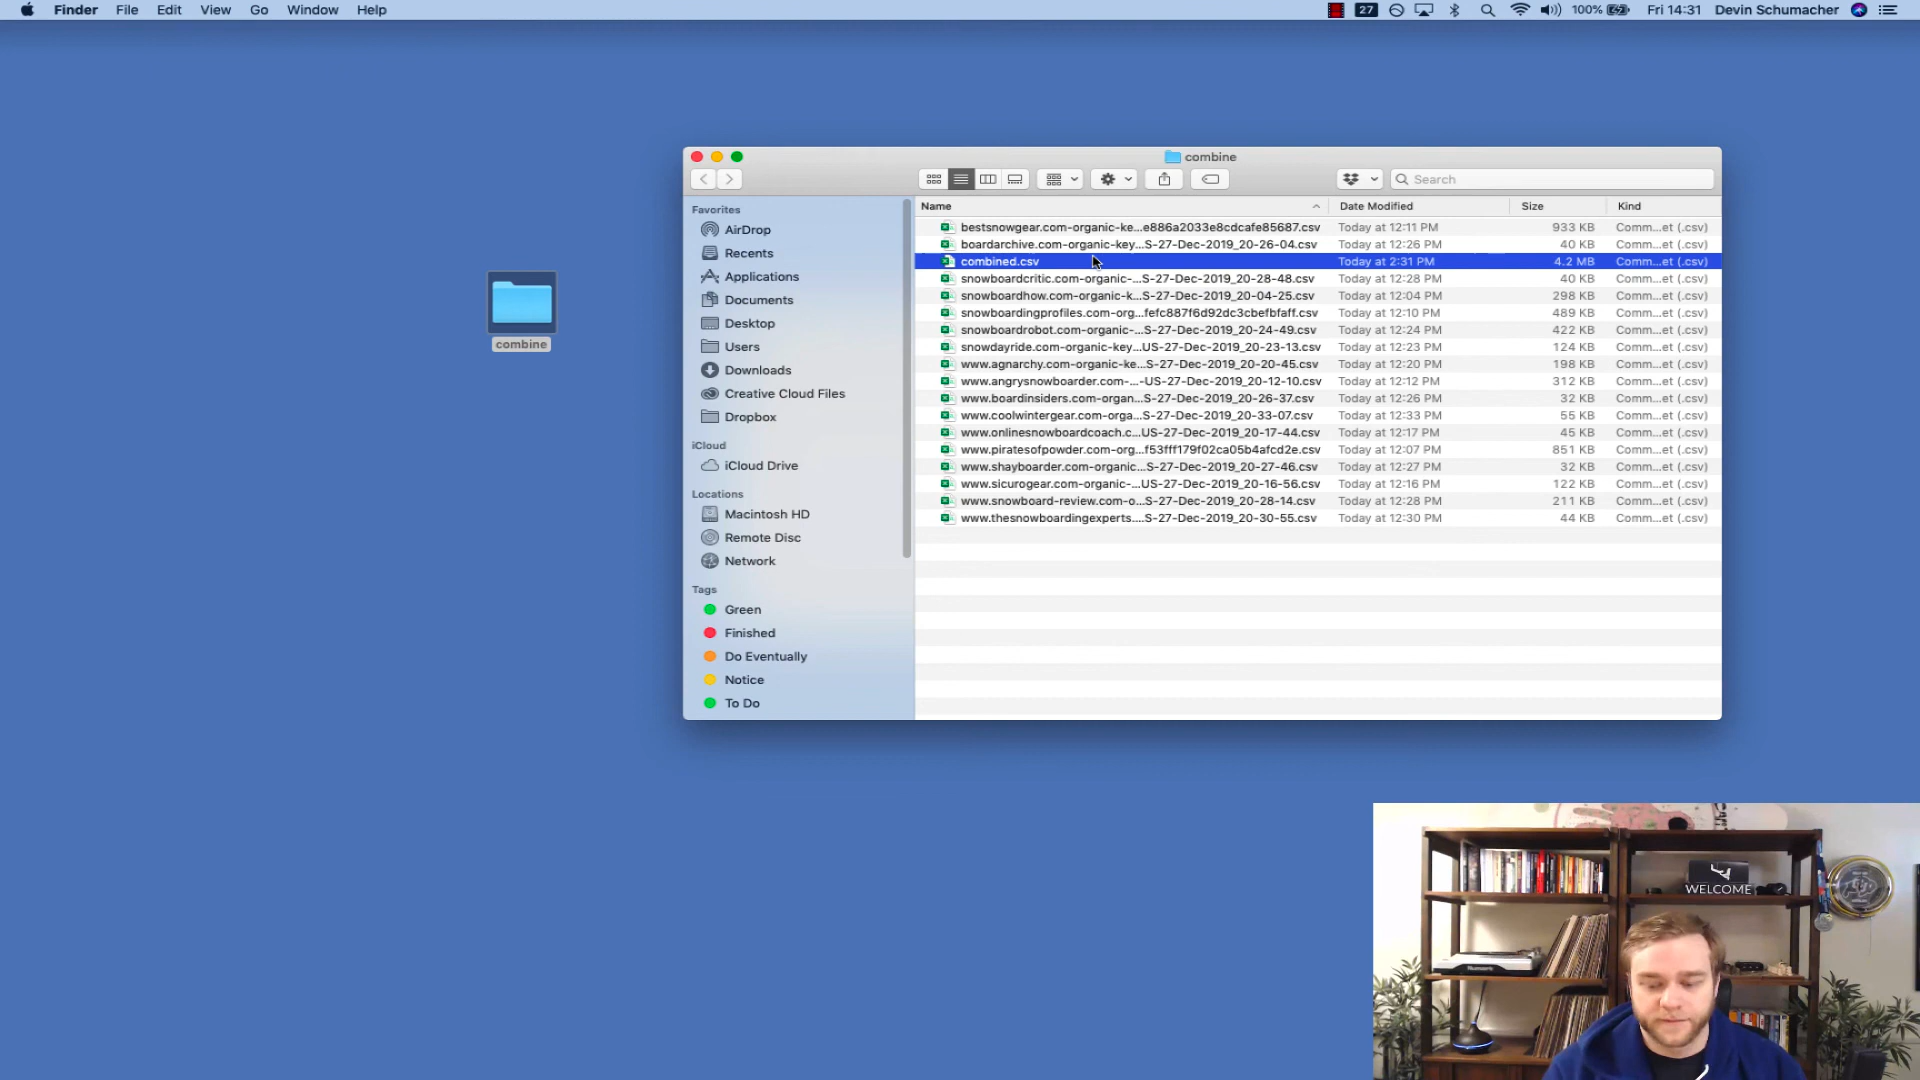 Finder File Edit View Go Window Help 27 100% Fri 14:31 Devin Schumacher
combine
combine
Search
Name Date Modified Size Kind
Favorites
AirDrop
Recents
Applications
Documents
Desktop
Users
Downloads
Creative Cloud Files
Dropbox
iCloud
iCloud Drive
Locations
Macintosh HD
Remote Disc
Network
Tags
Green
Finished
Do Eventually
Notice
To Do
bestsnowgear.com-organic-ke...e886a2033e8cdcafe85687.csv Today at 12:11 PM 933 KB Comm...et (.csv)
boardarchive.com-organic-key...S-27-Dec-2019_20-26-04.csv Today at 12:26 PM 40 KB Comm...et (.csv)
combined.csv Today at 2:31 PM 4.2 MB Comm...et (.csv)
snowboardcritic.com-organic-...S-27-Dec-2019_20-28-48.csv Today at 12:28 PM 40 KB Comm...et (.csv)
snowboardhow.com-organic-k...S-27-Dec-2019_20-04-25.csv Today at 12:04 PM 298 KB Comm...et (.csv)
snowboardingprofiles.com-org...fefc887f6d92dc3cbefbfaff.csv Today at 12:10 PM 489 KB Comm...et (.csv)
snowboardrobot.com-organic-...S-27-Dec-2019_20-24-49.csv Today at 12:24 PM 422 KB Comm...et (.csv)
snowdayride.com-organic-key...US-27-Dec-2019_20-23-13.csv Today at 12:23 PM 124 KB Comm...et (.csv)
www.agnarchy.com-organic-ke...S-27-Dec-2019_20-20-45.csv Today at 12:20 PM 198 KB Comm...et (.csv)
www.angrysnowboarder.com-...-US-27-Dec-2019_20-12-10.csv Today at 12:12 PM 312 KB Comm...et (.csv)
www.boardinsiders.com-organ...S-27-Dec-2019_20-26-37.csv Today at 12:26 PM 32 KB Comm...et (.csv)
www.coolwintergear.com-orga...S-27-Dec-2019_20-33-07.csv Today at 12:33 PM 55 KB Comm...et (.csv)
www.onlinesnowboardcoach.c...US-27-Dec-2019_20-17-44.csv Today at 12:17 PM 45 KB Comm...et (.csv)
www.piratesofpowder.com-org...f53fff179f02ca05b4afcd2e.csv Today at 12:07 PM 851 KB Comm...et (.csv)
www.shayboarder.com-organic...S-27-Dec-2019_20-27-46.csv Today at 12:27 PM 32 KB Comm...et (.csv)
www.sicurogear.com-organic-...US-27-Dec-2019_20-16-56.csv Today at 12:16 PM 122 KB Comm...et (.csv)
www.snowboard-review.com-o...S-27-Dec-2019_20-28-14.csv Today at 12:28 PM 211 KB Comm...et (.csv)
www.thesnowboardingexperts....S-27-Dec-2019_20-30-55.csv Today at 12:30 PM 44 KB Comm...et (.csv)
WELCOME
Numark